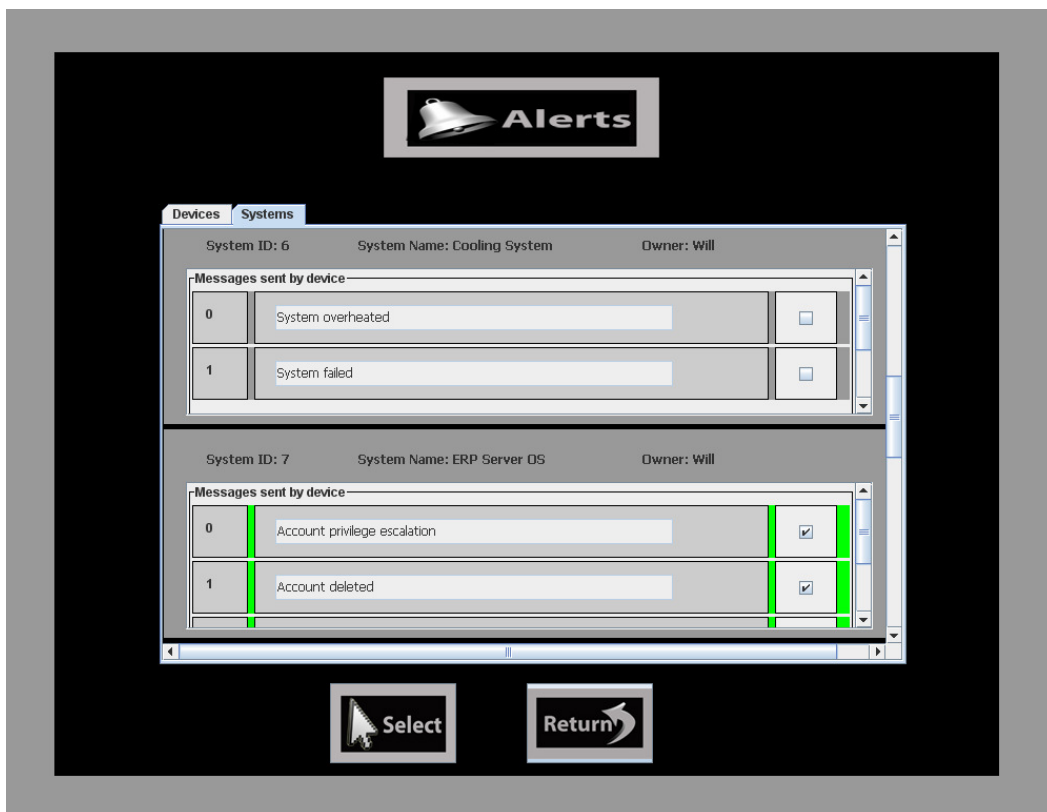 Alerts
Devices Systems
System ID: 6 System Name: Cooling System Owner: Will
Messages sent by device
0 System overheated
1 System failed
System ID: 7 System Name: ERP Server OS Owner: Will
Messages sent by device
0 Account privilege escalation
1 Account deleted
Select Return